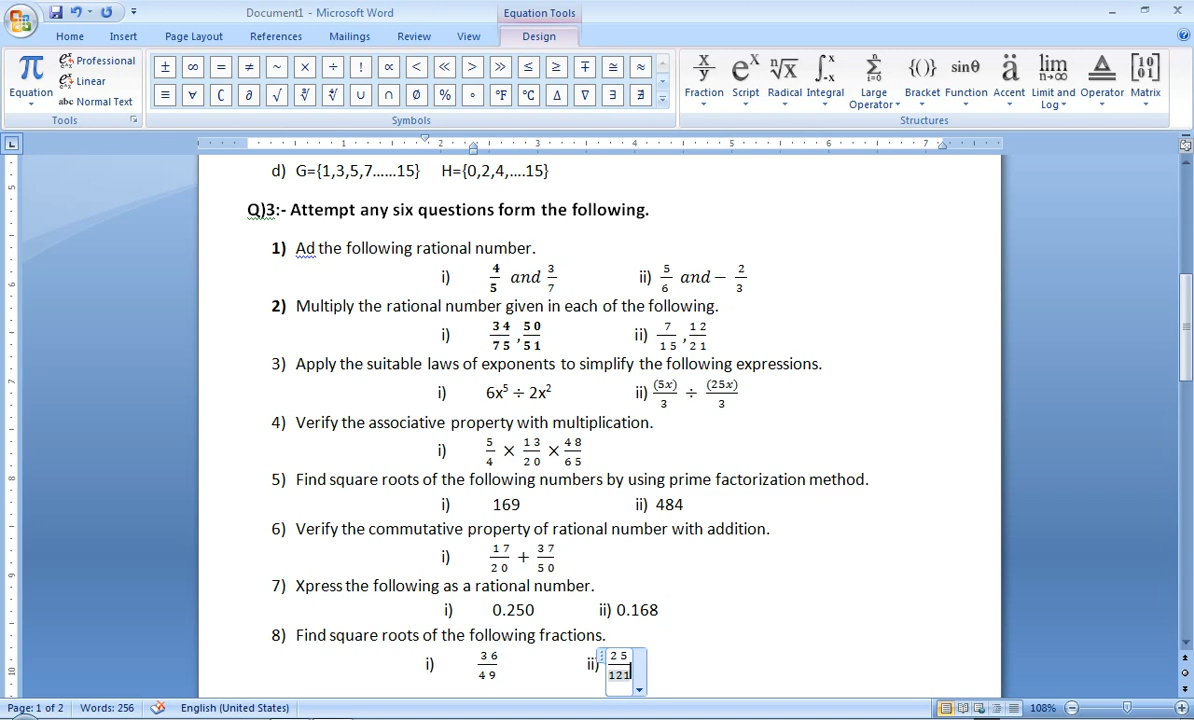 Document1 - Microsoft Word
Equation Tools
Home Insert Page Layout References Mailings Review View Design
π Equation
Professional
Linear
abc Normal Text
Tools
± ∞ = ≠ ~ × ÷ ! ∝ < ≪ > ≫ ≤ ≥ ∓ ≅ ≈
≡ ∀ ∁ ∂ √ ∛ ∜ ∪ ∩ ∅ % ° °F °C ∆ ∇ ∃ ∄
Symbols
Fraction Script Radical Integral Large Operator Bracket Function Accent Limit and Log Operator Matrix
Structures
d) G={1,3,5,7......15} H={0,2,4,....15}
Q)3:- Attempt any six questions form the following.
1) Ad the following rational number.
i) 4/5 and 3/7 ii) 5/6 and − 2/3
2) Multiply the rational number given in each of the following.
i) 34/75 , 50/51 ii) 7/15 , 12/21
3) Apply the suitable laws of exponents to simplify the following expressions.
i) 6x⁵ ÷ 2x² ii) (5x)/3 ÷ (25x)/3
4) Verify the associative property with multiplication.
i) 5/4 × 13/20 × 48/65
5) Find square roots of the following numbers by using prime factorization method.
i) 169 ii) 484
6) Verify the commutative property of rational number with addition.
i) 17/20 + 37/50
7) Xpress the following as a rational number.
i) 0.250 ii) 0.168
8) Find square roots of the following fractions.
i) 36/49 ii) 25/121
Page: 1 of 2 Words: 256 English (United States) 108%